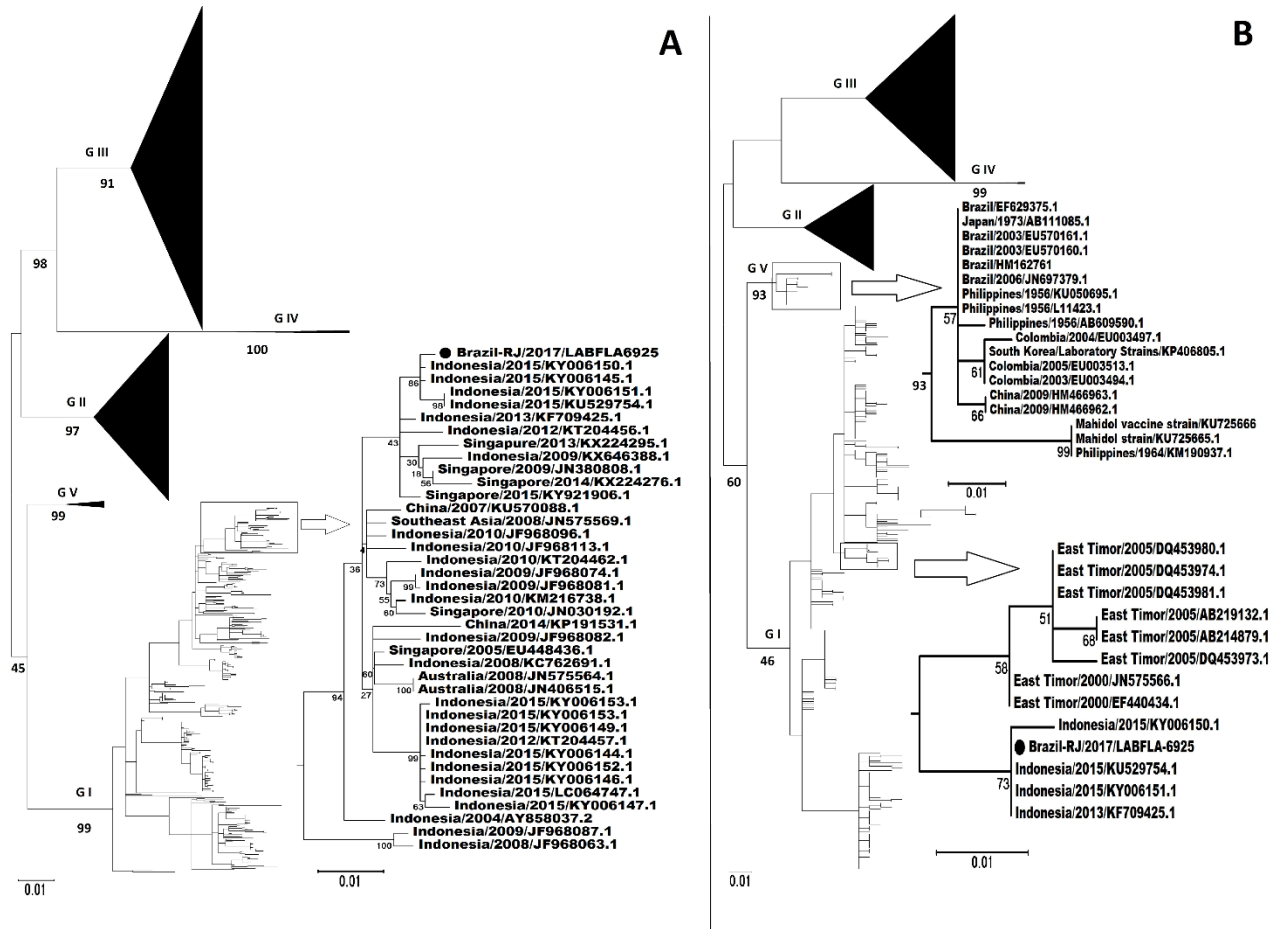 A
G III
91
98
G IV
100
G II
97
G V
99
45
G I
99
0.01
Brazil-RJ/2017/LABFLA6925
Indonesia/2015/KY006150.1
86
Indonesia/2015/KY006145.1
Indonesia/2015/KY006151.1
98
Indonesia/2015/KU529754.1
Indonesia/2013/KF709425.1
Indonesia/2012/KT204456.1
43
Singapure/2013/KX224295.1
30
Indonesia/2009/KX646388.1
18
Singapore/2009/JN380808.1
56
Singapore/2014/KX224276.1
Singapore/2015/KY921906.1
China/2007/KU570088.1
Southeast Asia/2008/JN575569.1
Indonesia/2010/JF968096.1
4
Indonesia/2010/JF968113.1
36
Indonesia/2010/KT204462.1
73
Indonesia/2009/JF968074.1
99
Indonesia/2009/JF968081.1
55
Indonesia/2010/KM216738.1
60
Singapore/2010/JN030192.1
China/2014/KP191531.1
Indonesia/2009/JF968082.1
Singapore/2005/EU448436.1
60
Indonesia/2008/KC762691.1
94
27
Australia/2008/JN575564.1
100
Australia/2008/JN406515.1
Indonesia/2015/KY006153.1
Indonesia/2015/KY006153.1
Indonesia/2015/KY006149.1
Indonesia/2012/KT204457.1
99
Indonesia/2015/KY006144.1
Indonesia/2015/KY006152.1
Indonesia/2015/KY006146.1
Indonesia/2015/LC064747.1
63
Indonesia/2015/KY006147.1
Indonesia/2004/AY858037.2
Indonesia/2009/JF968087.1
100
Indonesia/2008/JF968063.1
0.01
B
G III
G IV
99
G II
G V
93
60
G I
46
0.01
Brazil/EF629375.1
Japan/1973/AB111085.1
Brazil/2003/EU570161.1
Brazil/2003/EU570160.1
Brazil/HM162761
Brazil/2006/JN697379.1
Philippines/1956/KU050695.1
Philippines/1956/L11423.1
57
Philippines/1956/AB609590.1
Colombia/2004/EU003497.1
South Korea/Laboratory Strains/KP406805.1
61
Colombia/2005/EU003513.1
93
Colombia/2003/EU003494.1
China/2009/HM466963.1
66
China/2009/HM466962.1
Mahidol vaccine strain/KU725666
Mahidol strain/KU725665.1
99
Philippines/1964/KM190937.1
0.01
East Timor/2005/DQ453980.1
East Timor/2005/DQ453974.1
East Timor/2005/DQ453981.1
51
East Timor/2005/AB219132.1
68
East Timor/2005/AB214879.1
East Timor/2005/DQ453973.1
58
East Timor/2000/JN575566.1
East Timor/2000/EF440434.1
Indonesia/2015/KY006150.1
Brazil-RJ/2017/LABFLA-6925
Indonesia/2015/KU529754.1
73
Indonesia/2015/KY006151.1
Indonesia/2013/KF709425.1
0.01